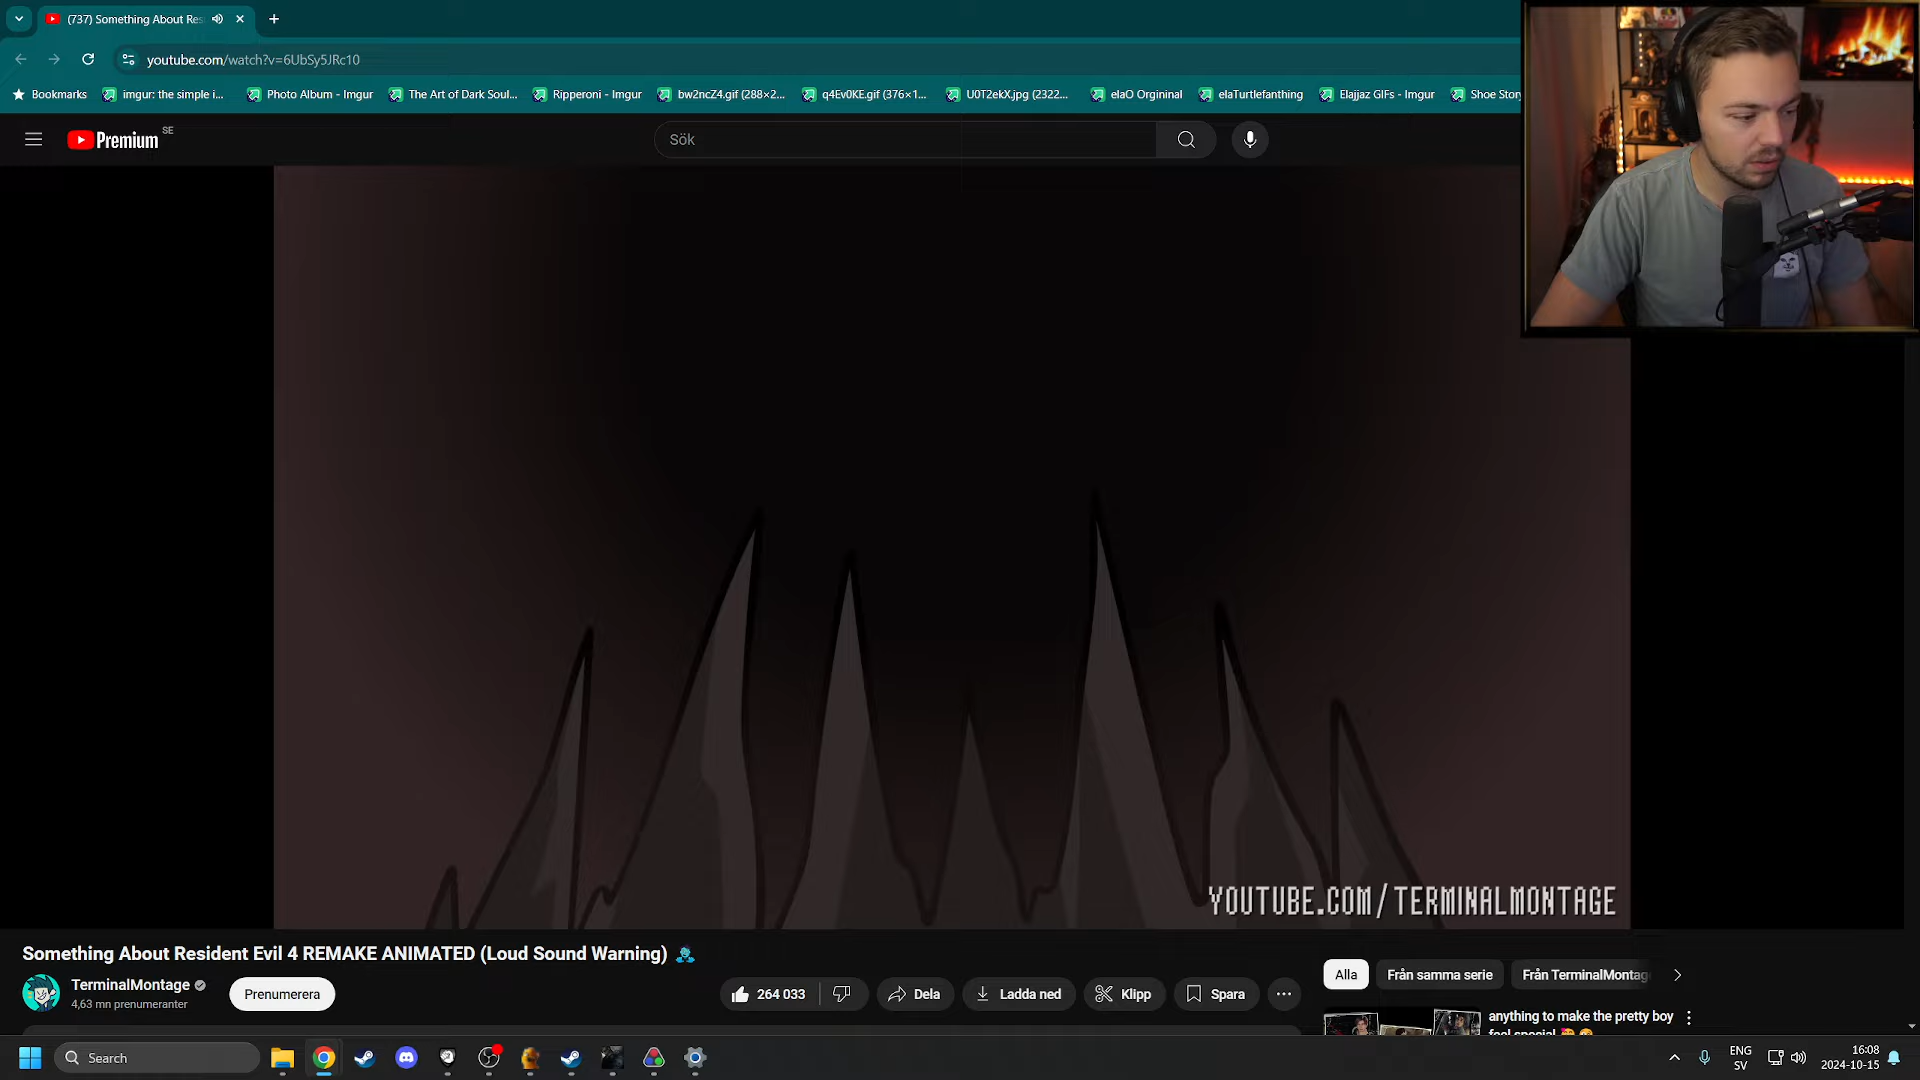 (737) Something About Res
youtube.com/watch?v=6UbSy5JRc10
Bookmarks
imgur: the simple i...
Photo Album - Imgur
The Art of Dark Soul...
Ripperoni - Imgur
bw2ncZ4.gif (288×2...
q4Ev0KE.gif (376×1...
U0T2ekX.jpg (2322...
elaO Orgininal
elaTurtlefanthing
Elajjaz GIFs - Imgur
Shoe Stor
Premium SE
Sök
YOUTUBE.COM/TERMINALMONTAGE
Something About Resident Evil 4 REMAKE ANIMATED (Loud Sound Warning)
TerminalMontage
4,63 mn prenumeranter
Prenumerera
264 033
Dela
Ladda ned
Klipp
Spara
Alla
Från samma serie
Från TerminalMontag
anything to make the pretty boy
feel special
Search
ENG
SV
16:08
2024-10-15